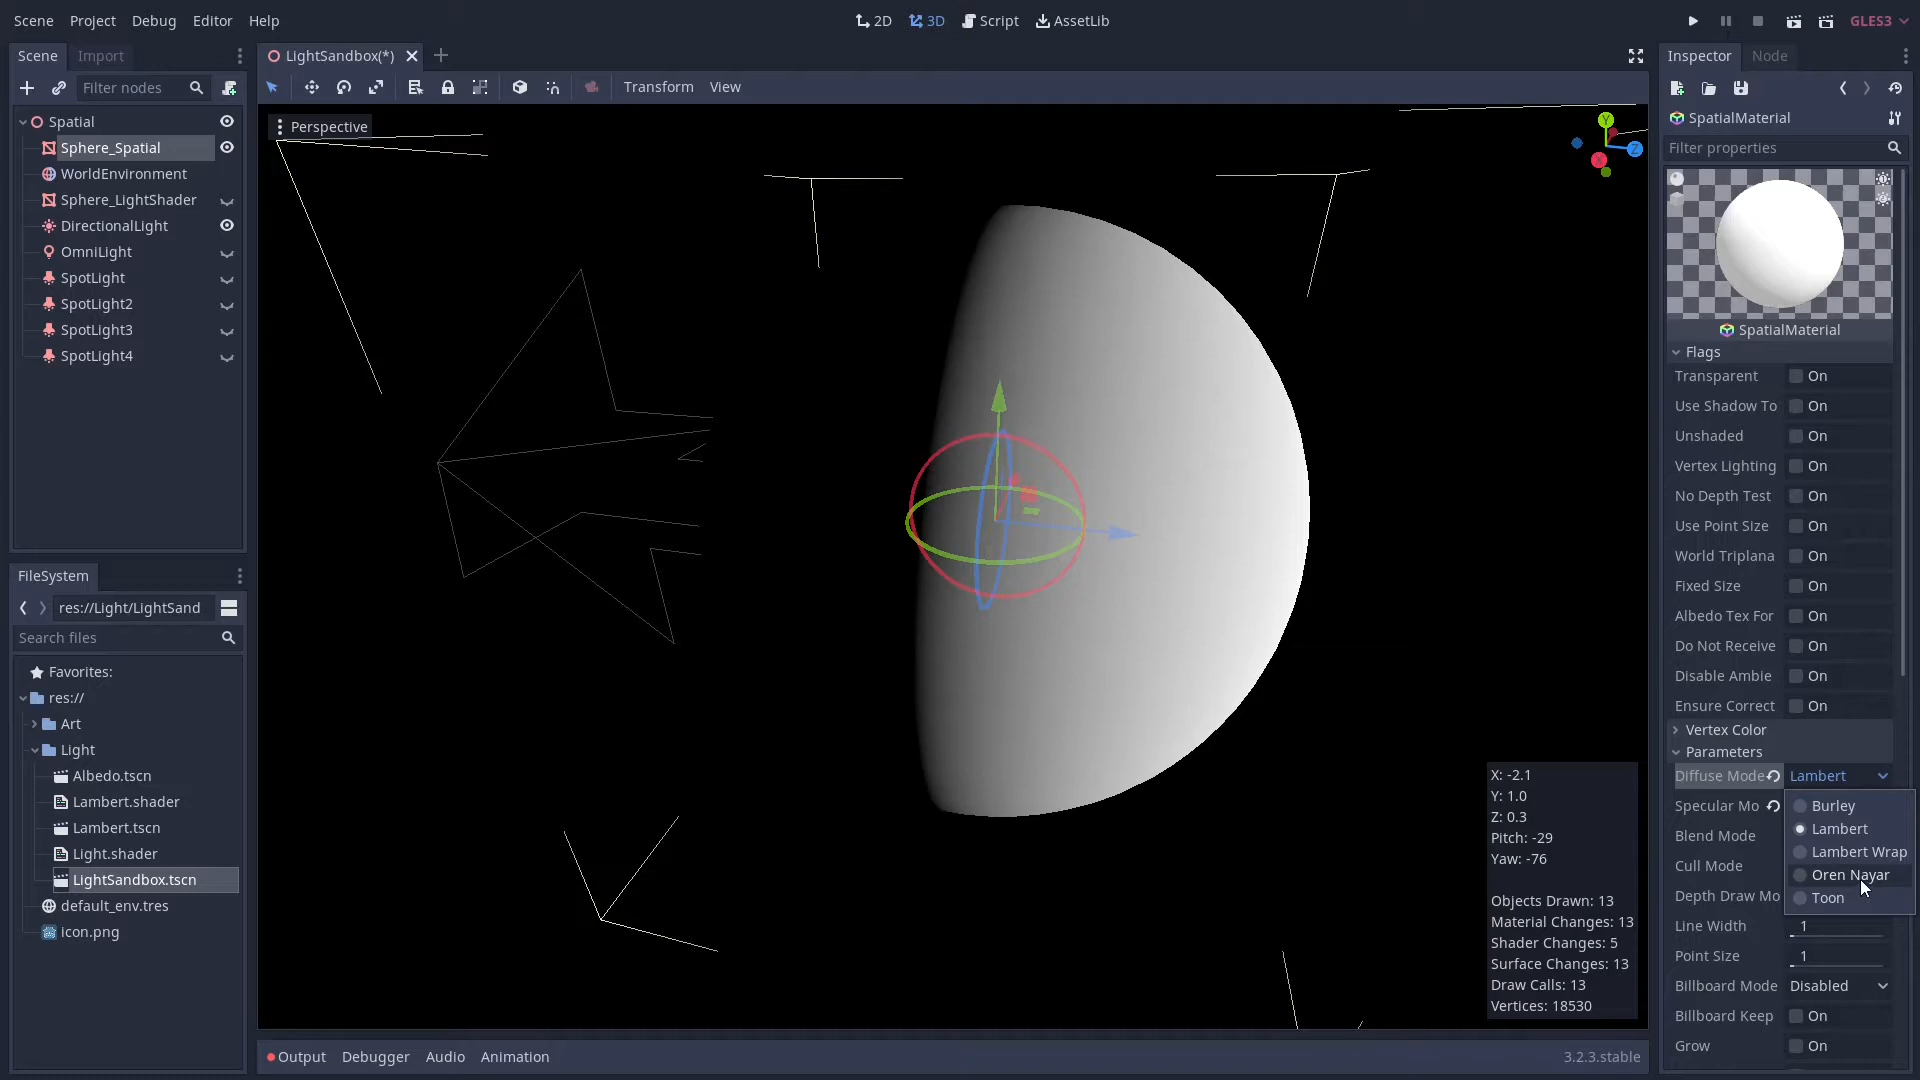 Scene Project Debug Editor Help
2D 3D Script AssetLib
GLES3
Scene Import
Filter nodes
Spatial
Sphere_Spatial
WorldEnvironment
Sphere_LightShader
DirectionalLight
OmniLight
SpotLight
SpotLight2
SpotLight3
SpotLight4
FileSystem
res://Light/LightSand
Search files
Favorites:
res://
Art
Light
Albedo.tscn
Lambert.shader
Lambert.tscn
Light.shader
LightSandbox.tscn
default_env.tres
icon.png
LightSandbox(*)
Transform View
Perspective
Y
Z
X
X: -2.1
Y: 1.0
Z: 0.3
Pitch: -29
Yaw: -76
Objects Drawn: 13
Material Changes: 13
Shader Changes: 5
Surface Changes: 13
Draw Calls: 13
Vertices: 18530
Output Debugger Audio Animation
3.2.3.stable
Inspector Node
SpatialMaterial
Filter properties
SpatialMaterial
Flags
Transparent On
Use Shadow To On
Unshaded On
Vertex Lighting On
No Depth Test On
Use Point Size On
World Triplana On
Fixed Size On
Albedo Tex For On
Do Not Receive On
Disable Ambie On
Ensure Correct On
Vertex Color
Parameters
Diffuse Mode Lambert
Specular Mo
Blend Mode
Cull Mode
Depth Draw Mo
Burley
Lambert
Lambert Wrap
Oren Nayar
Toon
Line Width 1
Point Size 1
Billboard Mode Disabled
Billboard Keep On
Grow On